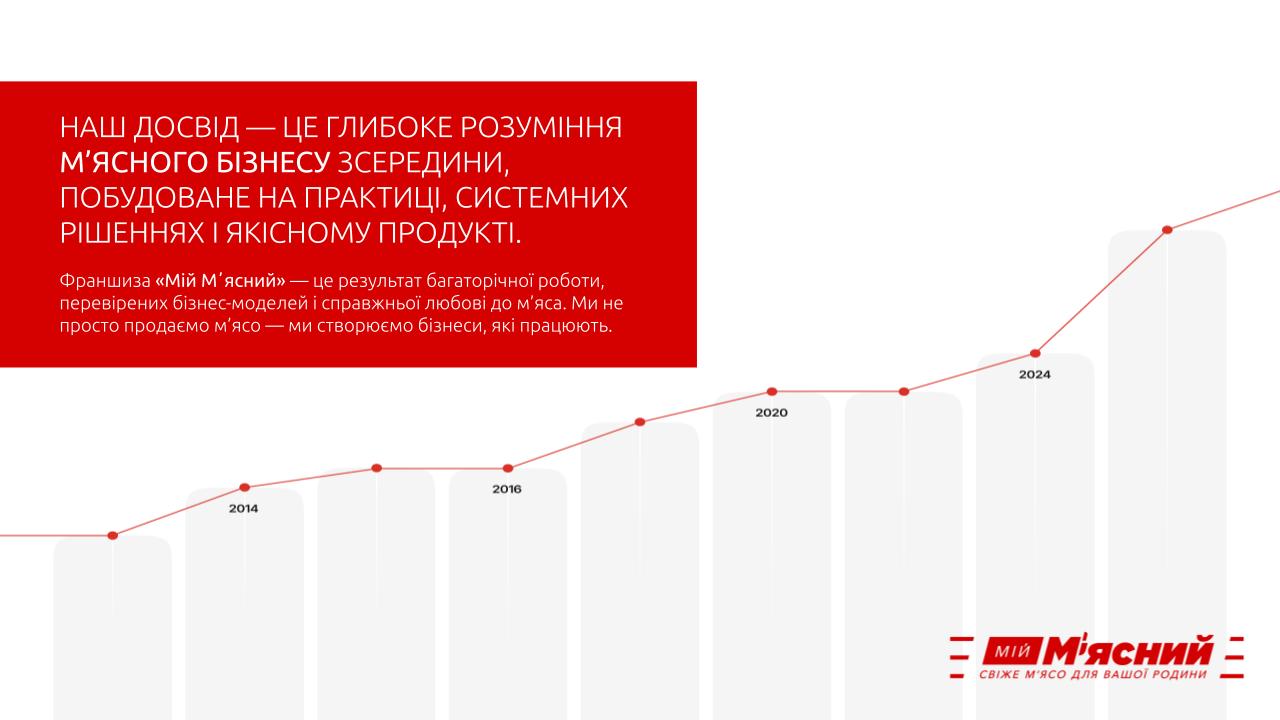 НАШ ДОСВІД — ЦЕ ГЛИБОКЕ РОЗУМІННЯ
М’ЯСНОГО БІЗНЕСУ ЗСЕРЕДИНИ,
ПОБУДОВАНЕ НА ПРАКТИЦІ, СИСТЕМНИХ
РІШЕННЯХ І ЯКІСНОМУ ПРОДУКТІ.
Франшиза «Мій Мʼясний» — це результат багаторічної роботи,
перевірених бізнес-моделей і справжньої любові до м’яса. Ми не
просто продаємо м’ясо — ми створюємо бізнеси, які працюють.
2024
2020
2016
2014
МІЙ М'ЯСНИЙ
СВІЖЕ М'ЯСО ДЛЯ ВАШОЇ РОДИНИ